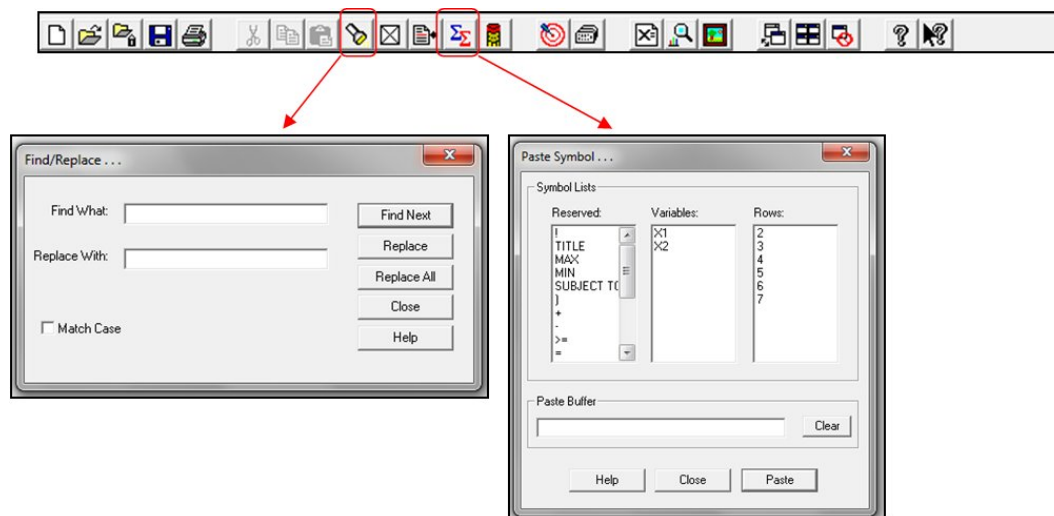 Find/Replace . . .
Find What:
Find Next
Replace With:
Replace
Replace All
Close
Match Case
Help
Paste Symbol . . .
Symbol Lists
Reserved: Variables: Rows:
! X1 2
TITLE X2 3
MAX 4
MIN 5
SUBJECT TO 6
) 7
+
-
>=
=
Paste Buffer
Clear
Help Close Paste